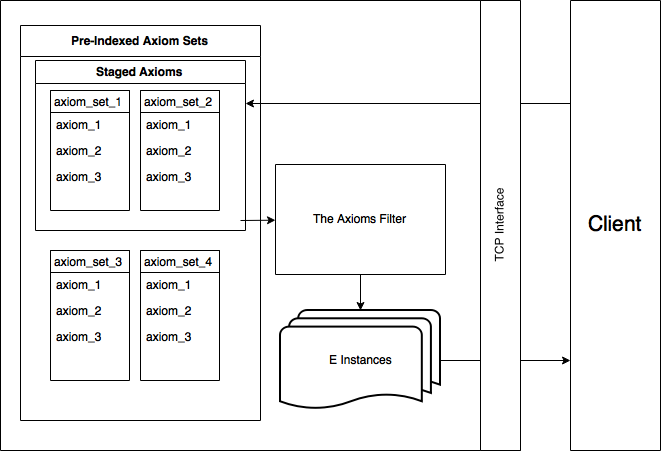 Pre-Indexed Axiom Sets
Staged Axioms
axiom_set_1
axiom_1
axiom_2
axiom_3
axiom_set_2
axiom_1
axiom_2
axiom_3
axiom_set_3
axiom_1
axiom_2
axiom_3
axiom_set_4
axiom_1
axiom_2
axiom_3
The Axioms Filter
E Instances
TCP Interface
Client